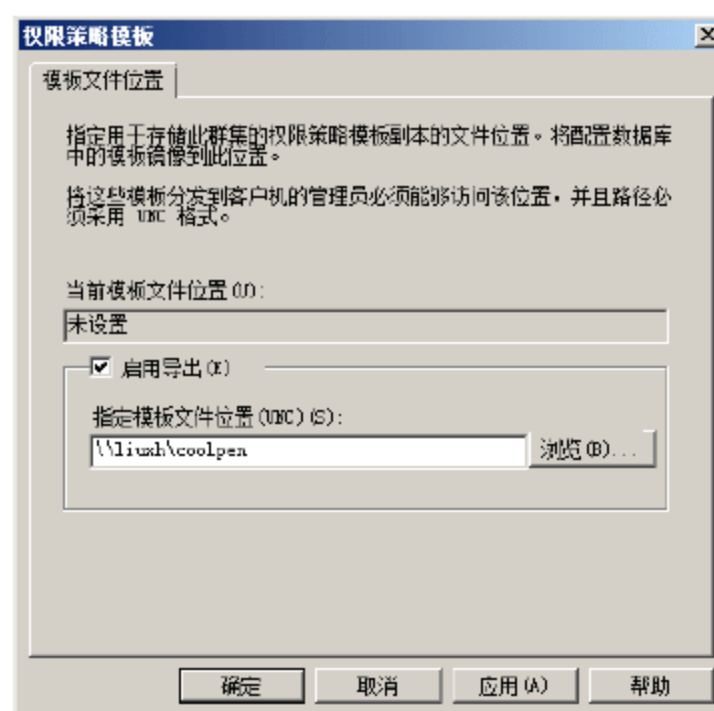 权限策略模板
模板文件位置
指定用于存储此群集的权限策略模板副本的文件位置。将配置数据库
中的模板镜像到此位置。
将这些模板分发到客户机的管理员必须能够访问该位置，并且路径必
须采用 UNC 格式。
当前模板文件位置(U):
未设置
启用导出(E)
指定模板文件位置(UNC)(S):
\\liuxh\coolpen
浏览(B)...
确定
取消
应用(A)
帮助